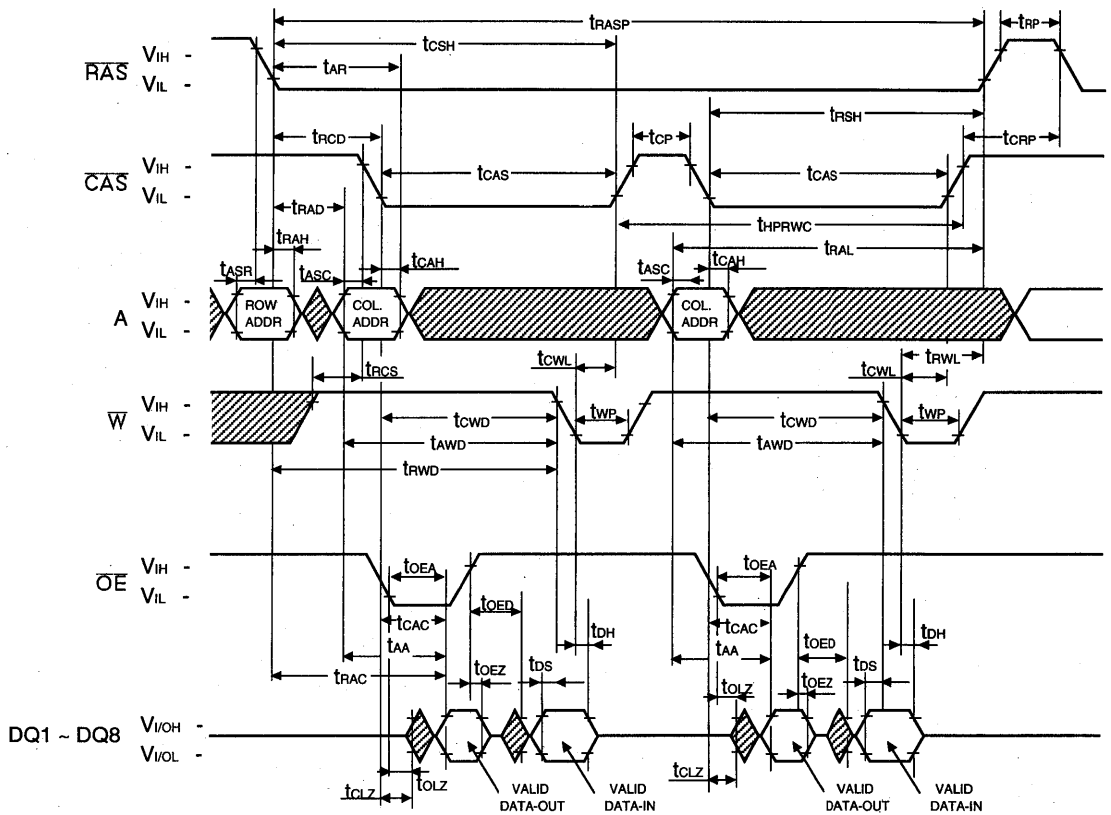 tRASP
tRP
tCSH
RAS
VIH -
tAR
VIL -
tRSH
tRCD
tCP
tCRP
CAS
VIH -
VIL -
tCAS
tCAS
tRAD
tHPRWC
tRAH
tRAL
tASR
tASC
tCAH
tASC
tCAH
A
VIH -
VIL -
ROW ADDR
COL. ADDR
COL. ADDR
tRCS
tCWL
tCWL
tRWL
W
VIH -
VIL -
tCWD
tWP
tCWD
tWP
tAWD
tAWD
tRWD
OE
VIH -
VIL -
tOEA
tOEA
tOED
tCAC
tCAC
tDH
tOED
tDH
tAA
tAA
tRAC
tOEZ
tDS
tOLZ
tOEZ
tDS
DQ1 ~ DQ8
VI/OH -
VI/OL -
tOLZ
tCLZ
tCLZ
VALID DATA-OUT
VALID DATA-IN
VALID DATA-OUT
VALID DATA-IN